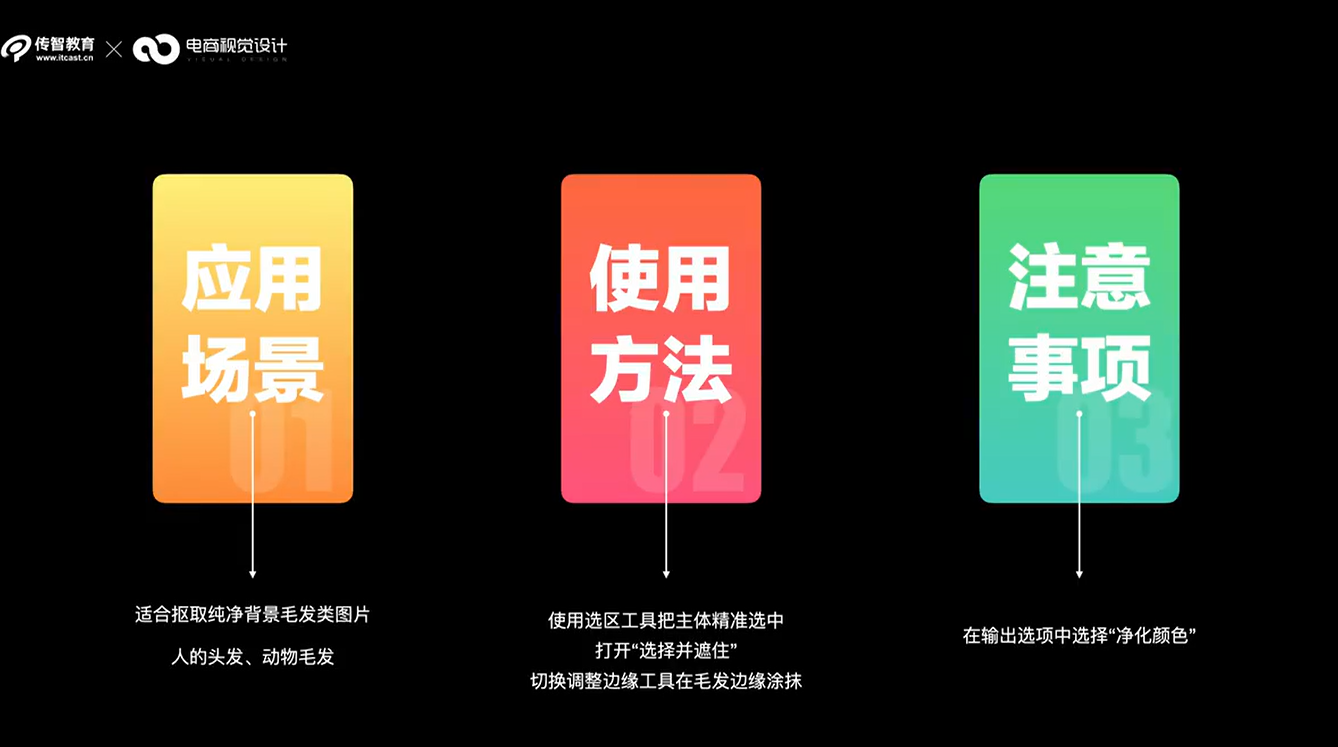 传智教育
www.itcast.cn
电商视觉设计
VISUAL DESIGN
应用
场景
01
适合抠取纯净背景毛发类图片
人的头发、动物毛发
使用
方法
02
使用选区工具把主体精准选中
打开“选择并遮住”
切换调整边缘工具在毛发边缘涂抹
注意
事项
03
在输出选项中选择“净化颜色”